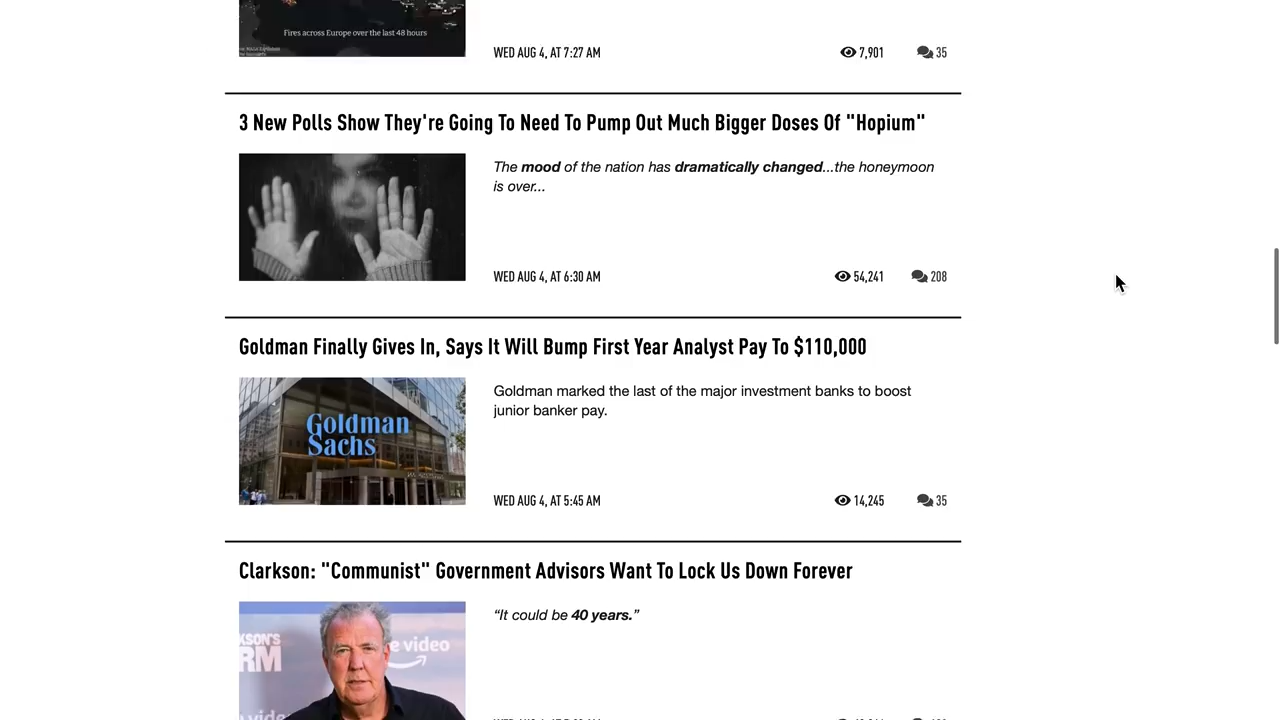 Fires across Europe over the last 48 hours
WED AUG 4, AT 7:27 AM
7,901
35
3 New Polls Show They're Going To Need To Pump Out Much Bigger Doses Of "Hopium"
The mood of the nation has dramatically changed...the honeymoon
is over...
WED AUG 4, AT 6:30 AM
54,241
208
Goldman Finally Gives In, Says It Will Bump First Year Analyst Pay To $110,000
Goldman
Sachs
Goldman marked the last of the major investment banks to boost
junior banker pay.
WED AUG 4, AT 5:45 AM
14,245
35
Clarkson: "Communist" Government Advisors Want To Lock Us Down Forever
KSON'S
RM
e video
“It could be 40 years.”